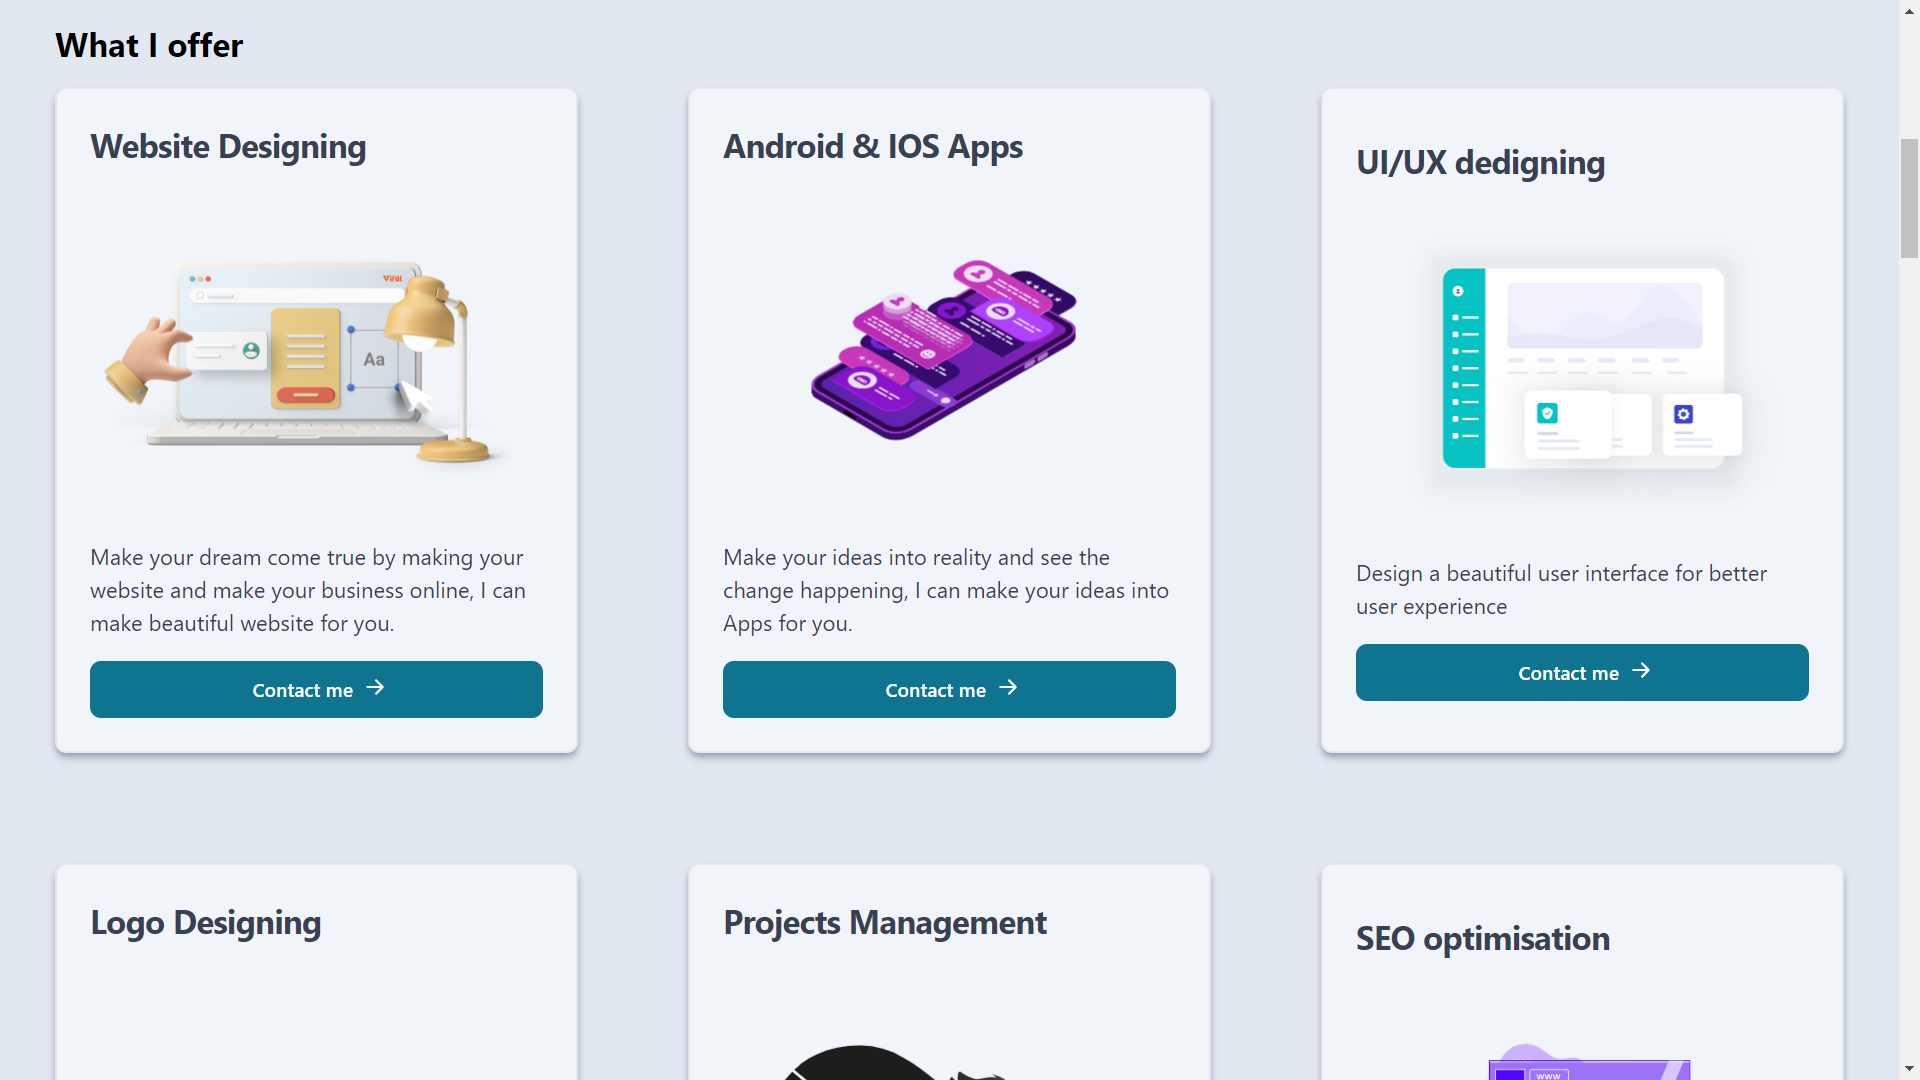 What I offer
Website Designing
Viral
Aa
Make your dream come true by making your
website and make your business online, I can
make beautiful website for you.
Contact me
Android & IOS Apps
Make your ideas into reality and see the
change happening, I can make your ideas into
Apps for you.
Contact me
UI/UX dedigning
Design a beautiful user interface for better
user experience
Contact me
Logo Designing
Projects Management
SEO optimisation
WWW